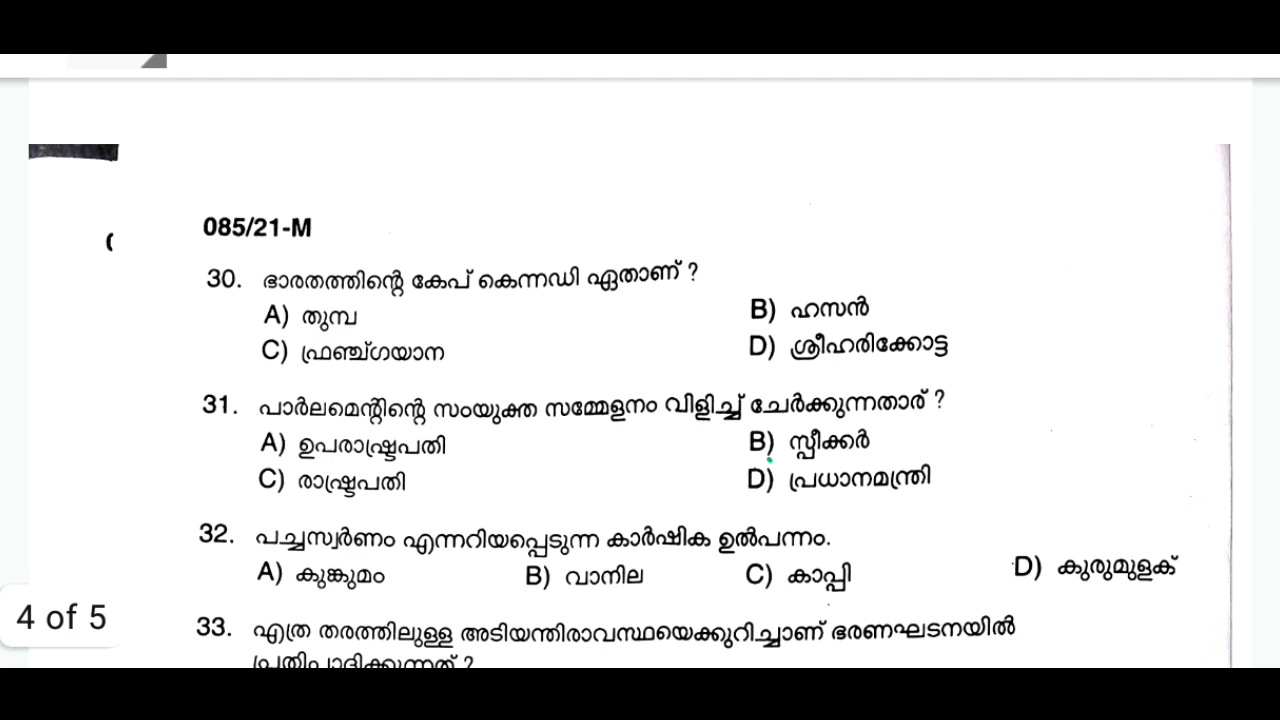 085/21-M
30. ഭാരതത്തിന്റെ കേപ് കെന്നഡി ഏതാണ് ?
A) തുമ്പ B) ഹസൻ
C) ഫ്രഞ്ച്ഗയാന D) ശ്രീഹരിക്കോട്ട
31. പാർലമെന്റിന്റെ സംയുക്ത സമ്മേളനം വിളിച്ച് ചേർക്കുന്നതാര് ?
A) ഉപരാഷ്ട്രപതി B) സ്പീക്കർ
C) രാഷ്ട്രപതി D) പ്രധാനമന്ത്രി
32. പച്ചസ്വർണം എന്നറിയപ്പെടുന്ന കാർഷിക ഉൽപന്നം.
A) കുങ്കുമം B) വാനില C) കാപ്പി D) കുരുമുളക്
4 of 5
33. എത്ര തരത്തിലുള്ള അടിയന്തിരാവസ്ഥയെക്കുറിച്ചാണ് ഭരണഘടനയിൽ
പ്രതിപാദിക്കുന്നത് ?